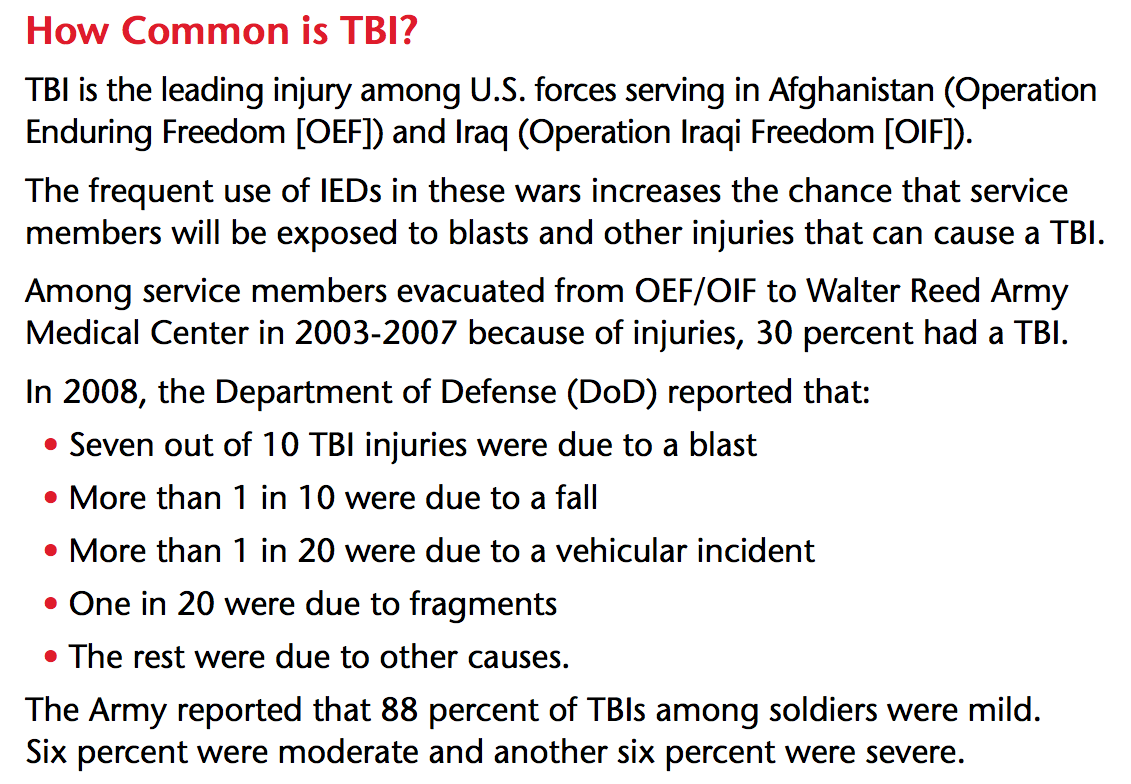 How Common is TBI?
TBI is the leading injury among U.S. forces serving in Afghanistan (Operation
Enduring Freedom [OEF]) and Iraq (Operation Iraqi Freedom [OIF]).
The frequent use of IEDs in these wars increases the chance that service
members will be exposed to blasts and other injuries that can cause a TBI.
Among service members evacuated from OEF/OIF to Walter Reed Army
Medical Center in 2003-2007 because of injuries, 30 percent had a TBI.
In 2008, the Department of Defense (DoD) reported that:
• Seven out of 10 TBI injuries were due to a blast
• More than 1 in 10 were due to a fall
• More than 1 in 20 were due to a vehicular incident
• One in 20 were due to fragments
• The rest were due to other causes.
The Army reported that 88 percent of TBIs among soldiers were mild.
Six percent were moderate and another six percent were severe.